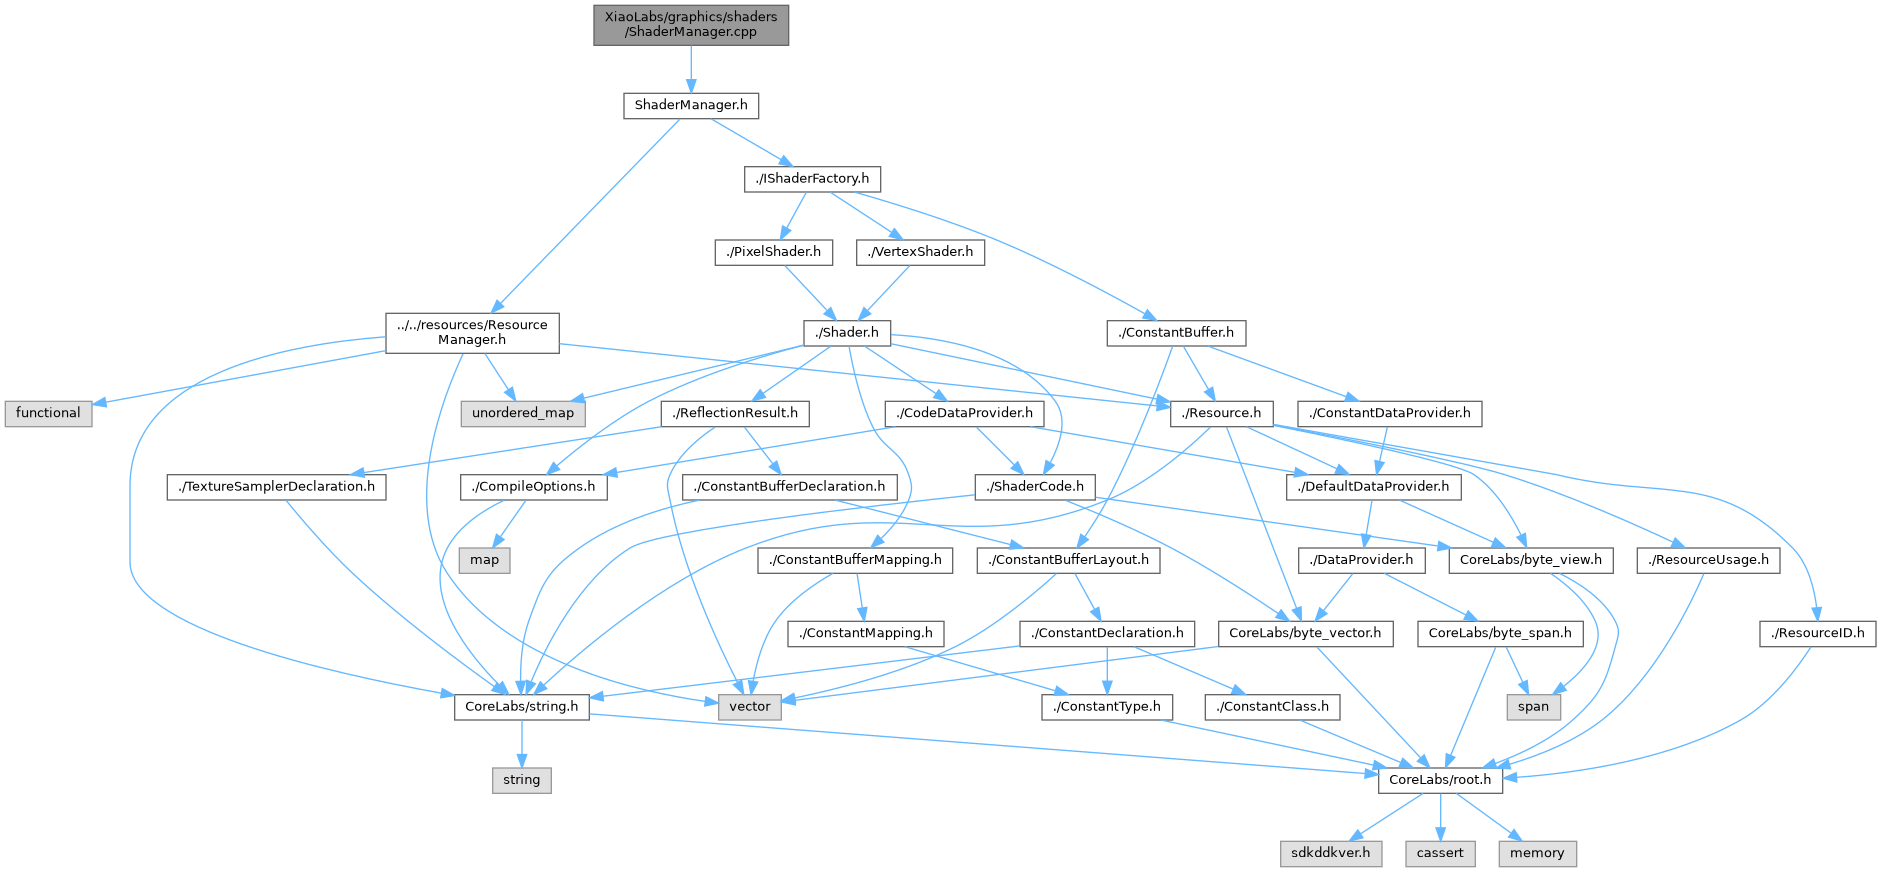 XiaoLabs/graphics/shaders
/ShaderManager.cpp
ShaderManager.h
./IShaderFactory.h
./PixelShader.h
./VertexShader.h
../../resources/Resource
Manager.h
./Shader.h
./ConstantBuffer.h
functional
unordered_map
./ReflectionResult.h
./CodeDataProvider.h
./Resource.h
./ConstantDataProvider.h
./TextureSamplerDeclaration.h
./CompileOptions.h
./ConstantBufferDeclaration.h
./ShaderCode.h
./DefaultDataProvider.h
map
./ConstantBufferMapping.h
./ConstantBufferLayout.h
./DataProvider.h
CoreLabs/byte_view.h
./ResourceUsage.h
./ConstantMapping.h
./ConstantDeclaration.h
CoreLabs/byte_vector.h
CoreLabs/byte_span.h
./ResourceID.h
CoreLabs/string.h
vector
./ConstantType.h
./ConstantClass.h
span
string
CoreLabs/root.h
sdkddkver.h
cassert
memory